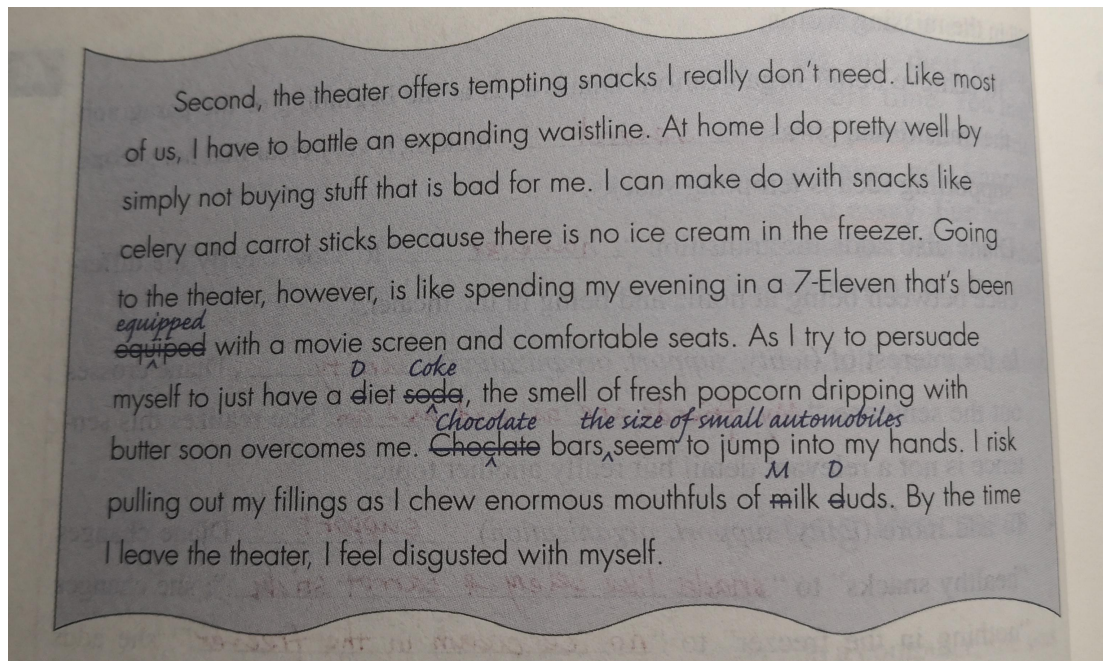 Second, the theater offers tempting snacks I really don't need. Like most
of us, I have to battle an expanding waistline. At home I do pretty well by
simply not buying stuff that is bad for me. I can make do with snacks like
celery and carrot sticks because there is no ice cream in the freezer. Going
to the theater, however, is like spending my evening in a 7-Eleven that's been
equipped
equiped with a movie screen and comfortable seats. As I try to persuade
D Coke
myself to just have a diet soda, the smell of fresh popcorn dripping with
Chocolate the size of small automobiles
butter soon overcomes me. Choclate bars seem to jump into my hands. I risk
M D
pulling out my fillings as I chew enormous mouthfuls of milk duds. By the time
I leave the theater, I feel disgusted with myself.